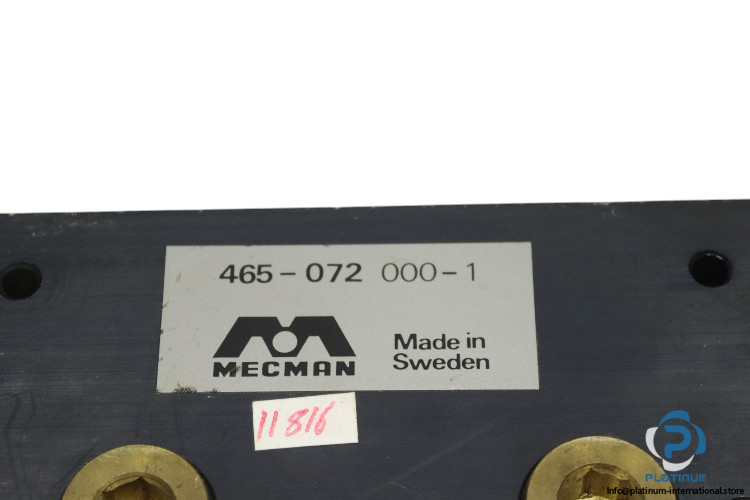 465-072 000-1
MECMAN
Made in
Sweden
11816
PLATINUM
info@platinum-international.store